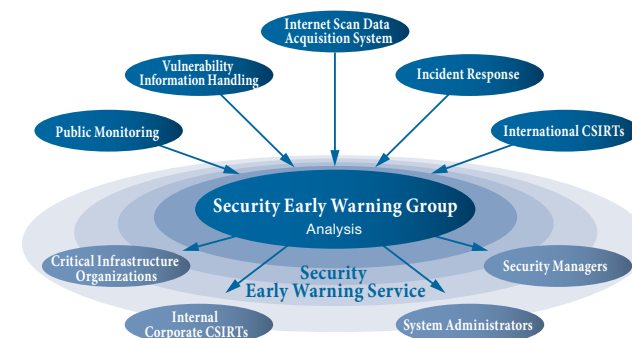 Internet Scan Data
Acquisition System
Vulnerability
Information Handling
Incident Response
Public Monitoring
International CSIRTs
Security Early Warning Group
Analysis
Critical Infrastructure
Organizations
Security Managers
Security
Early Warning Service
Internal
Corporate CSIRTs
System Administrators